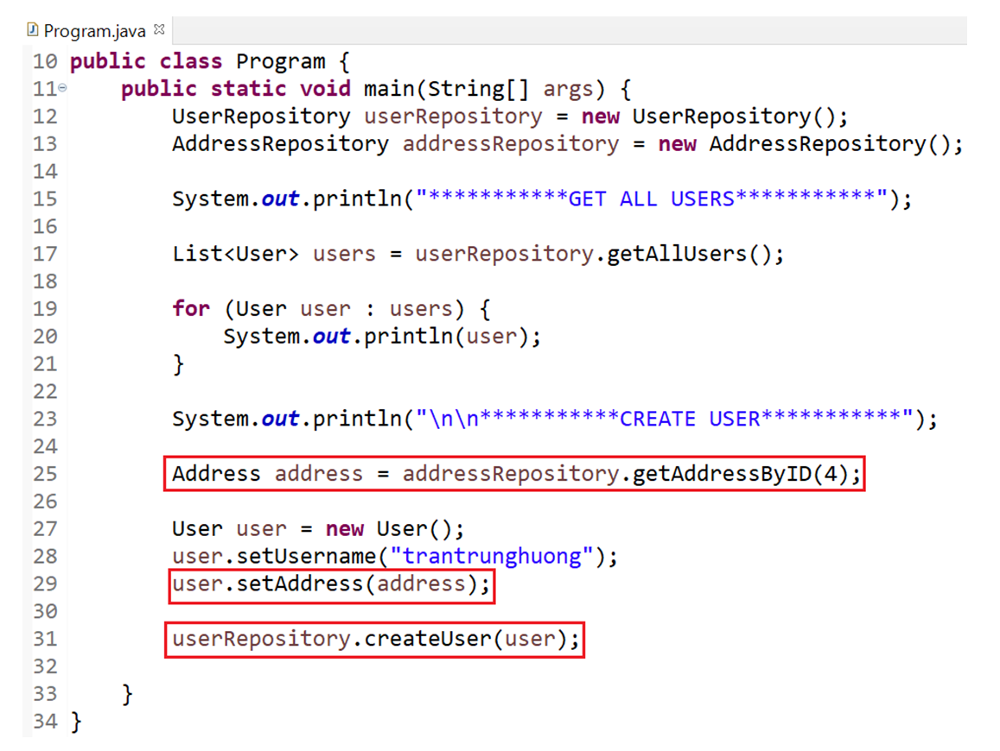 Program.java
10 public class Program {
11 public static void main(String[] args) {
12 UserRepository userRepository = new UserRepository();
13 AddressRepository addressRepository = new AddressRepository();
14
15 System.out.println("***********GET ALL USERS***********");
16
17 List<User> users = userRepository.getAllUsers();
18
19 for (User user : users) {
20 System.out.println(user);
21 }
22
23 System.out.println("\n\n***********CREATE USER***********");
24
25 Address address = addressRepository.getAddressByID(4);
26
27 User user = new User();
28 user.setUsername("trantrunghuong");
29 user.setAddress(address);
30
31 userRepository.createUser(user);
32
33 }
34 }